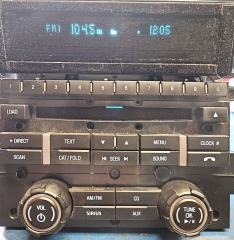 FM1 104.5 12:05
1 2 3 4 5 6 7 8 9 0
LOAD
DIRECT TEXT MENU CLOCK
SCAN CAT/FOLD SEEK SOUND
VOL AM/FM CD TUNE
OK
SIRIUS AUX